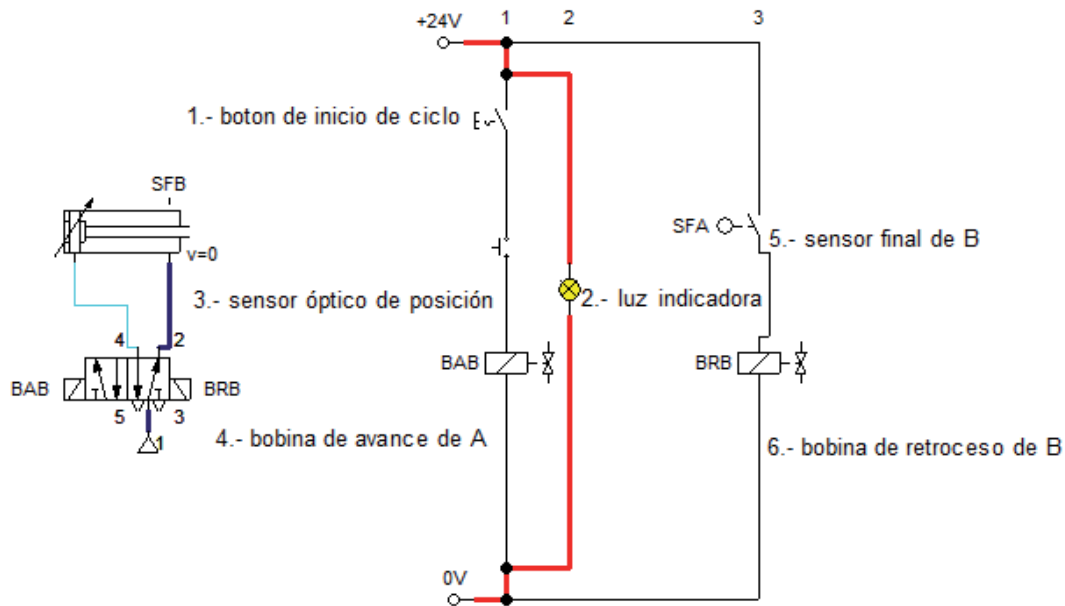 +24V
1
2
3
1.- boton de inicio de ciclo
SFB
v=0
SFA
5.- sensor final de B
3.- sensor óptico de posición
2.- luz indicadora
4
2
BAB
BRB
BAB
BRB
5
3
1
4.- bobina de avance de A
6.- bobina de retroceso de B
0V